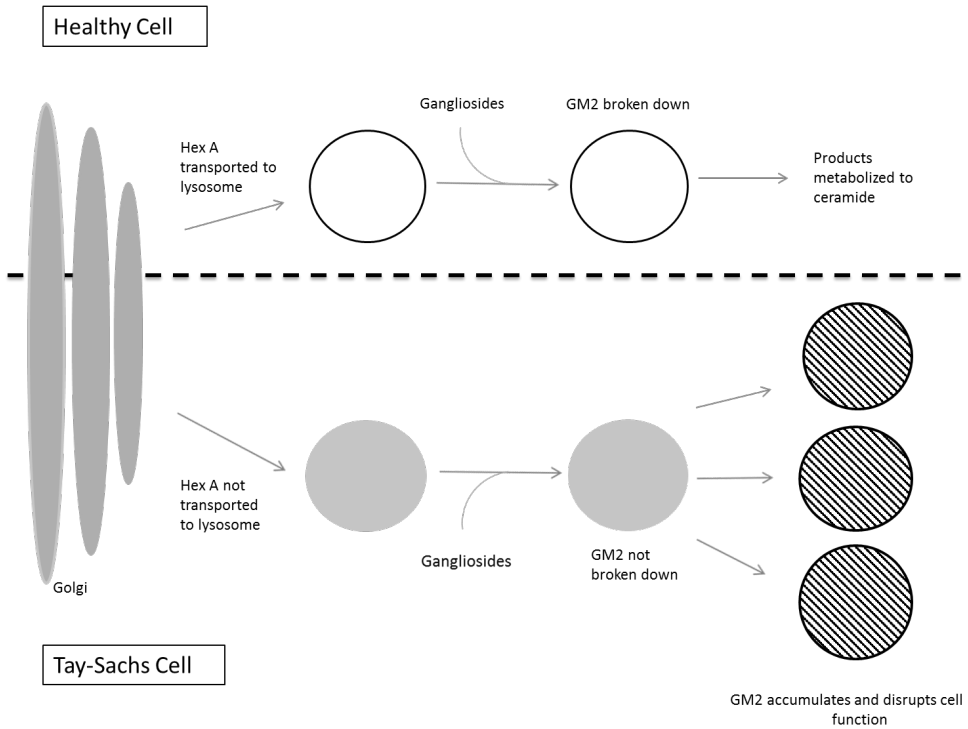 Healthy Cell
Gangliosides
GM2 broken down
Hex A
transported to
lysosome
Products
metabolized to
ceramide
Hex A not
transported
to lysosome
Gangliosides
GM2 not
broken down
Golgi
Tay-Sachs Cell
GM2 accumulates and disrupts cell
function